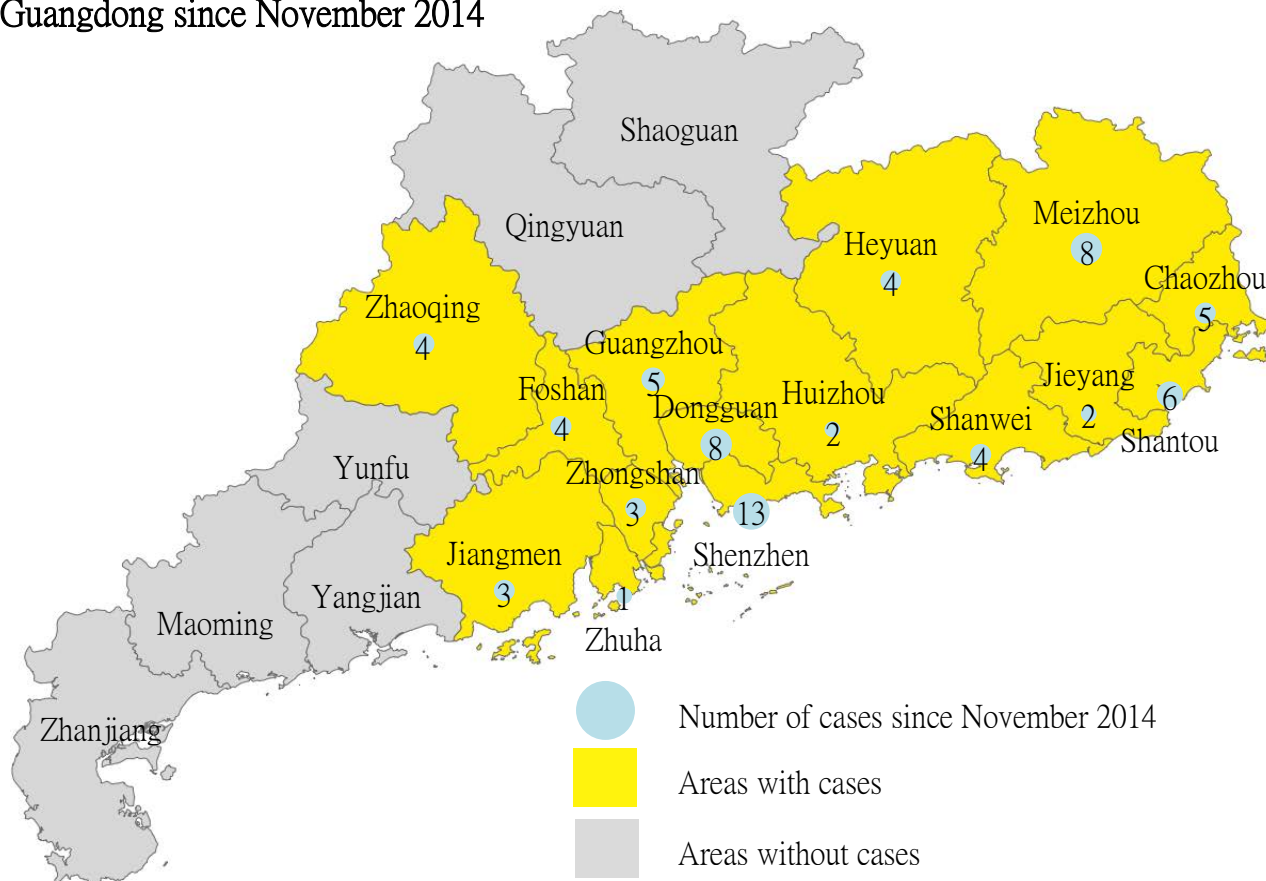 Guangdong since November 2014
Shaoguan
Qingyuan
Meizhou
8
Heyuan
4
Chaozhou
5
Zhaoqing
4
Guangzhou
5
Foshan
4
Dongguan
8
Huizhou
2
Jieyang
2
Shanwei
4
6
Shantou
Yunfu
Zhongshan
3
13
Shenzhen
Jiangmen
3
Yangjian
1
Zhuha
Maoming
Zhanjiang
Number of cases since November 2014
Areas with cases
Areas without cases